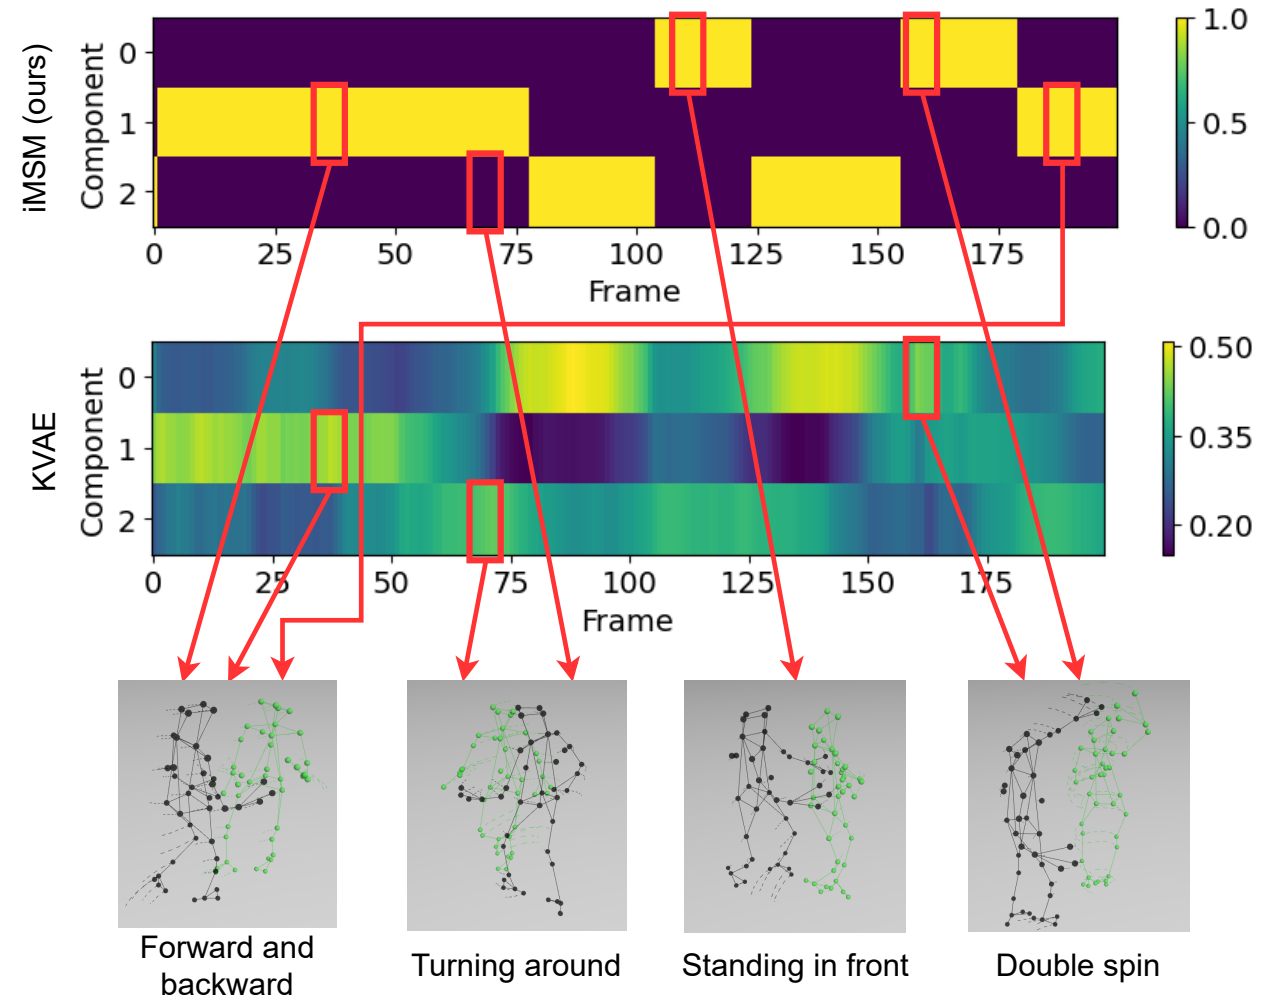 iMSM (ours)
Component
0
1
2
0 25 50 75 100 125 150 175
Frame
1.0
0.5
0.0
KVAE
Component
0
1
2
0 25 50 75 100 125 150 175
Frame
0.50
0.35
0.20
Forward and
backward
Turning around
Standing in front
Double spin